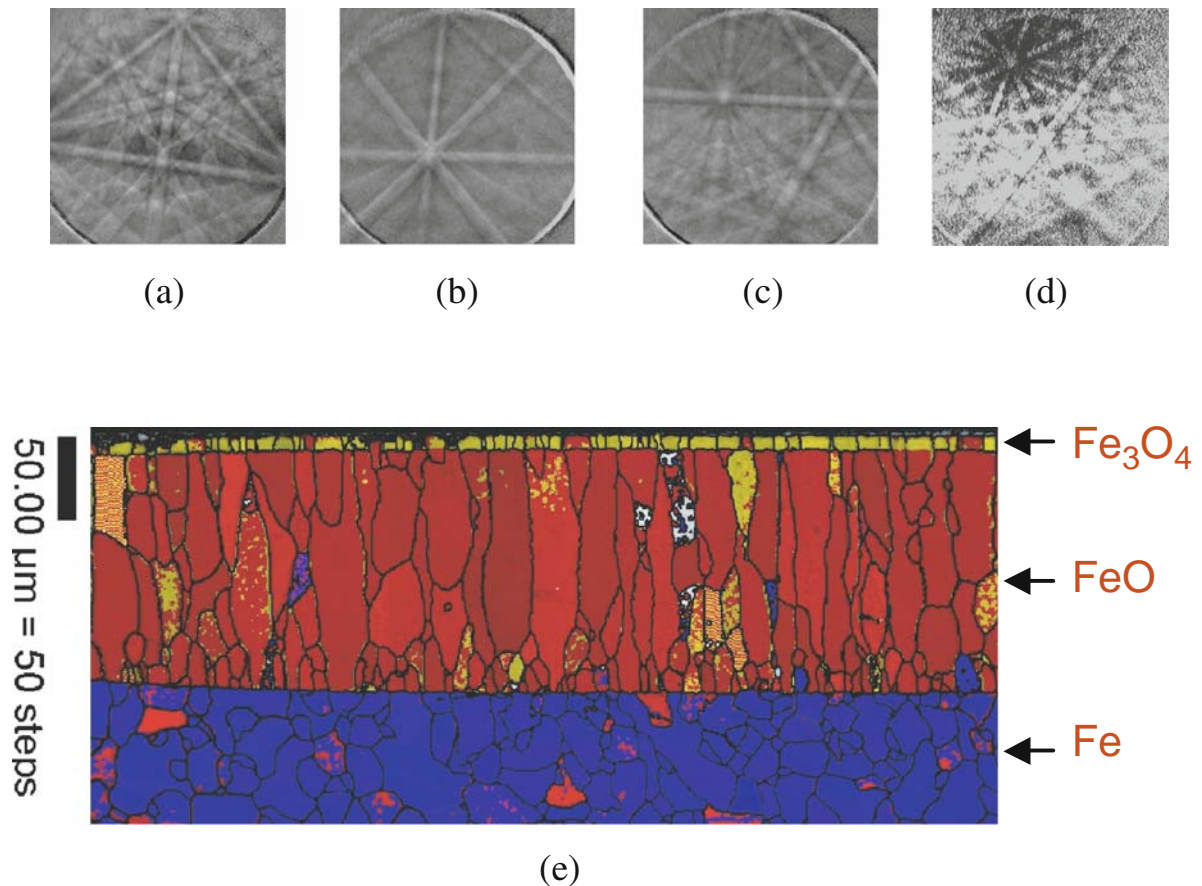 (a)
(b)
(c)
(d)
50.00 µm = 50 steps
Fe₃O₄
FeO
Fe
(e)